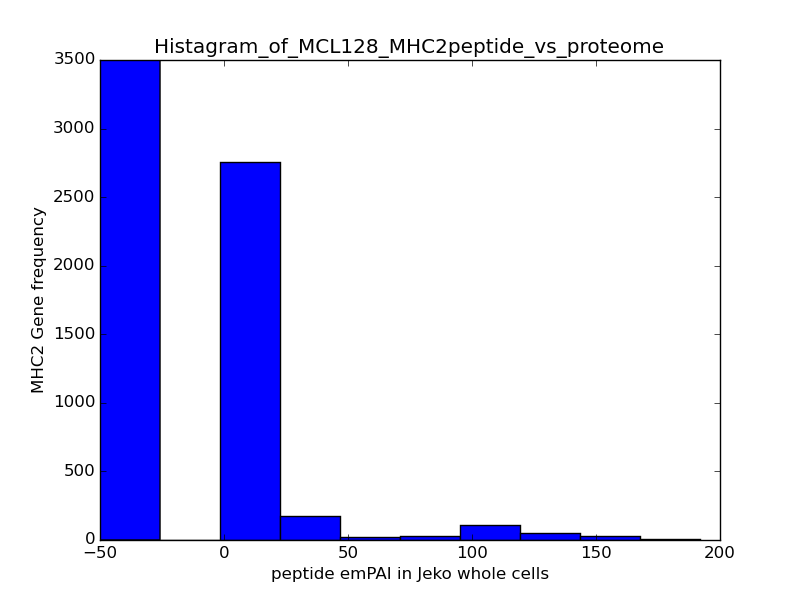 Histagram_of_MCL128_MHC2peptide_vs_proteome
3500
3000
2500
2000
1500
1000
500
0
MHC2 Gene frequency
−50 0 50 100 150 200
peptide emPAI in Jeko whole cells